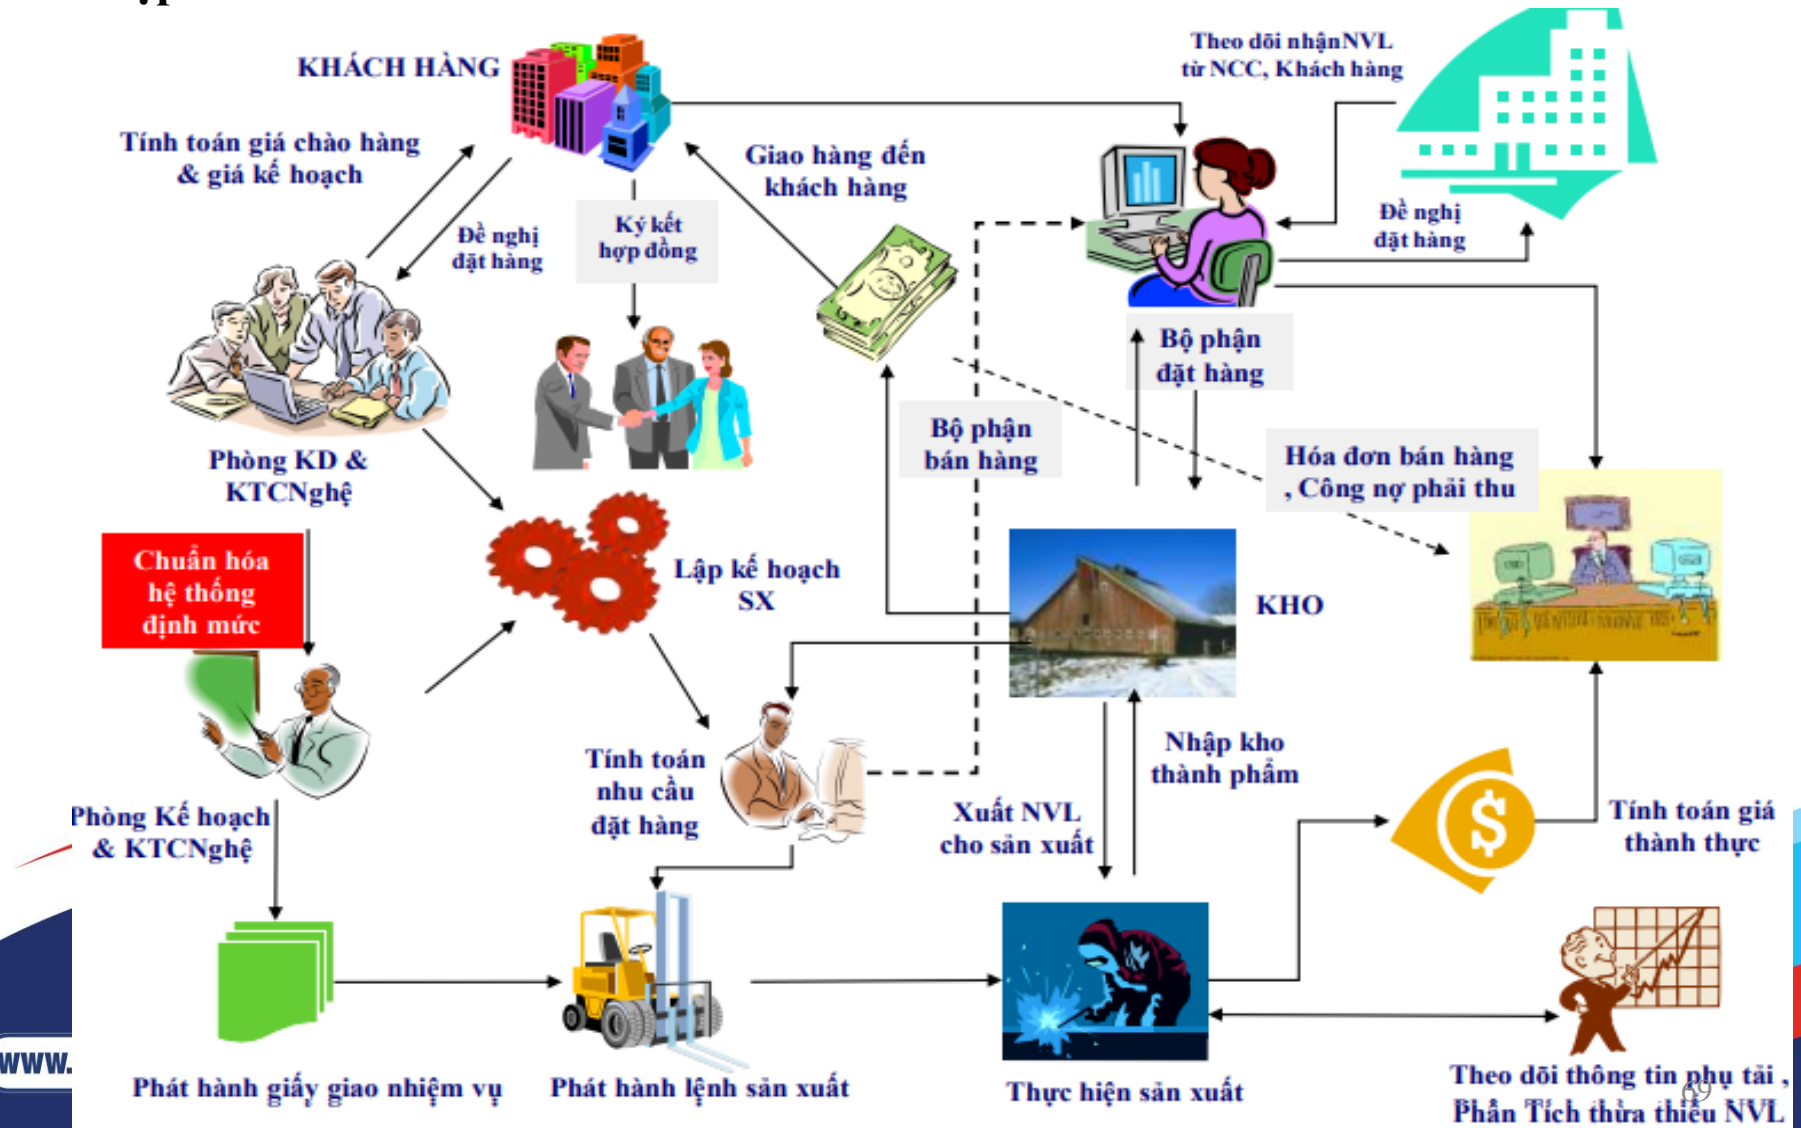 KHÁCH HÀNG
Theo dõi nhận NVL
từ NCC, Khách hàng
Tính toán giá chào hàng
& giá kế hoạch
Giao hàng đến
khách hàng
Đề nghị
đặt hàng
Ký kết
hợp đồng
Đề nghị
đặt hàng
Bộ phận
đặt hàng
Phòng KD &
KTCNghệ
Bộ phận
bán hàng
Hóa đơn bán hàng
, Công nợ phải thu
Chuẩn hóa
hệ thống
định mức
Lập kế hoạch
SX
KHO
Tính toán
nhu cầu
đặt hàng
Nhập kho
thành phẩm
Phòng Kế hoạch
& KTCNghệ
Xuất NVL
cho sản xuất
Tính toán giá
thành thực
www.
Phát hành giấy giao nhiệm vụ
Phát hành lệnh sản xuất
Thực hiện sản xuất
Theo dõi thông tin phụ tải ,
Phân Tích thừa thiếu NVL
69